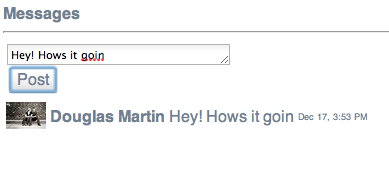 Messages
Hey! Hows it goin
Post
Douglas Martin Hey! Hows it goin Dec 17, 3:53 PM